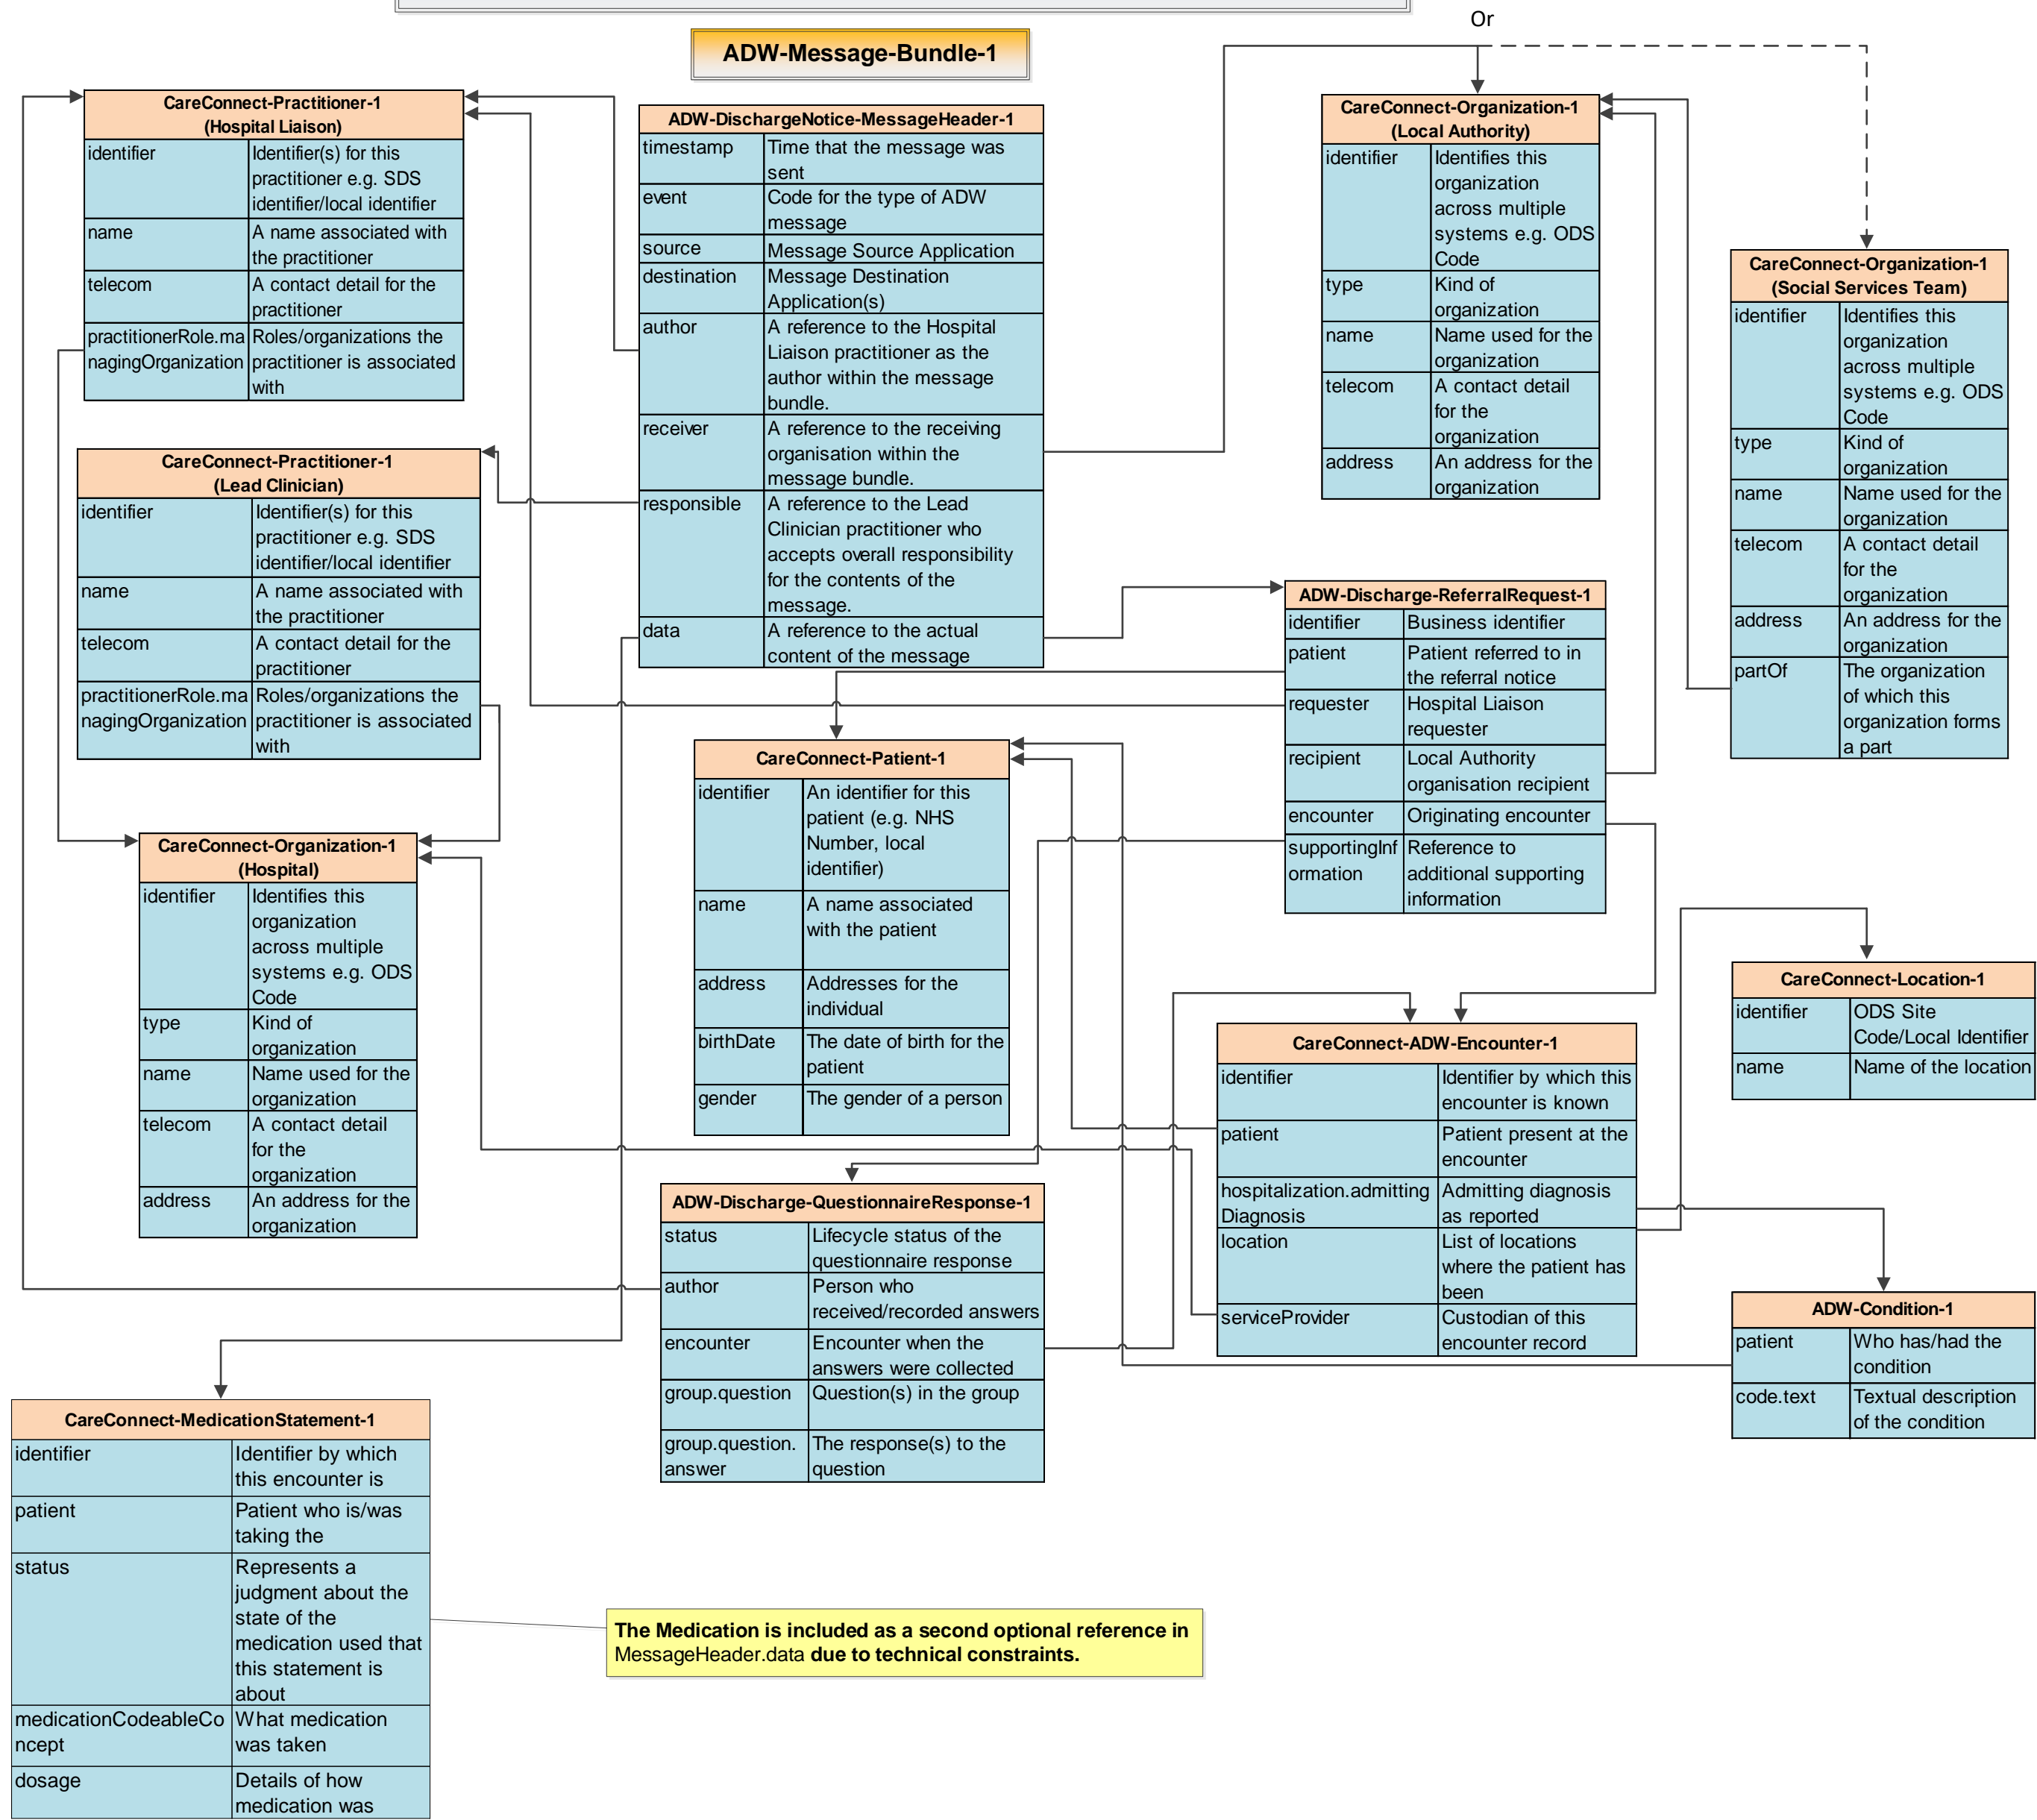 Or
ADW-Message-Bundle-1
CareConnect-Practitioner-1
(Hospital Liaison)
identifier
Identifier(s) for this
practitioner e.g. SDS
identifier/local identifier
name
A name associated with
the practitioner
telecom
A contact detail for the
practitioner
practitionerRole.ma
nagingOrganization
Roles/organizations the
practitioner is associated
with
ADW-DischargeNotice-MessageHeader-1
timestamp
Time that the message was
sent
event
Code for the type of ADW
message
source
Message Source Application
destination
Message Destination
Application(s)
author
A reference to the Hospital
Liaison practitioner as the
author within the message
bundle.
receiver
A reference to the receiving
organisation within the
message bundle.
responsible
A reference to the Lead
Clinician practitioner who
accepts overall responsibility
for the contents of the
message.
data
A reference to the actual
content of the message
CareConnect-Organization-1
(Local Authority)
identifier
Identifies this
organization
across multiple
systems e.g. ODS
Code
type
Kind of
organization
name
Name used for the
organization
telecom
A contact detail
for the
organization
address
An address for the
organization
CareConnect-Organization-1
(Social Services Team)
identifier
Identifies this
organization
across multiple
systems e.g. ODS
Code
type
Kind of
organization
name
Name used for the
organization
telecom
A contact detail
for the
organization
address
An address for the
organization
partOf
The organization
of which this
organization forms
a part
CareConnect-Practitioner-1
(Lead Clinician)
identifier
Identifier(s) for this
practitioner e.g. SDS
identifier/local identifier
name
A name associated with
the practitioner
telecom
A contact detail for the
practitioner
practitionerRole.ma
nagingOrganization
Roles/organizations the
practitioner is associated
with
ADW-Discharge-ReferralRequest-1
identifier
Business identifier
patient
Patient referred to in
the referral notice
requester
Hospital Liaison
requester
recipient
Local Authority
organisation recipient
encounter
Originating encounter
supportingInf
ormation
Reference to
additional supporting
information
CareConnect-Patient-1
identifier
An identifier for this
patient (e.g. NHS
Number, local
identifier)
name
A name associated
with the patient
address
Addresses for the
individual
birthDate
The date of birth for the
patient
gender
The gender of a person
CareConnect-Organization-1
(Hospital)
identifier
Identifies this
organization
across multiple
systems e.g. ODS
Code
type
Kind of
organization
name
Name used for the
organization
telecom
A contact detail
for the
organization
address
An address for the
organization
CareConnect-Location-1
identifier
ODS Site
Code/Local Identifier
name
Name of the location
CareConnect-ADW-Encounter-1
identifier
Identifier by which this
encounter is known
patient
Patient present at the
encounter
hospitalization.admitting
Diagnosis
Admitting diagnosis
as reported
location
List of locations
where the patient has
been
serviceProvider
Custodian of this
encounter record
ADW-Discharge-QuestionnaireResponse-1
status
Lifecycle status of the
questionnaire response
author
Person who
received/recorded answers
encounter
Encounter when the
answers were collected
group.question
Question(s) in the group
group.question.
answer
The response(s) to the
question
ADW-Condition-1
patient
Who has/had the
condition
code.text
Textual description
of the condition
CareConnect-MedicationStatement-1
identifier
Identifier by which
this encounter is
patient
Patient who is/was
taking the
status
Represents a
judgment about the
state of the
medication used that
this statement is
about
medicationCodeableCo
ncept
What medication
was taken
dosage
Details of how
medication was
The Medication is included as a second optional reference in
MessageHeader.data due to technical constraints.